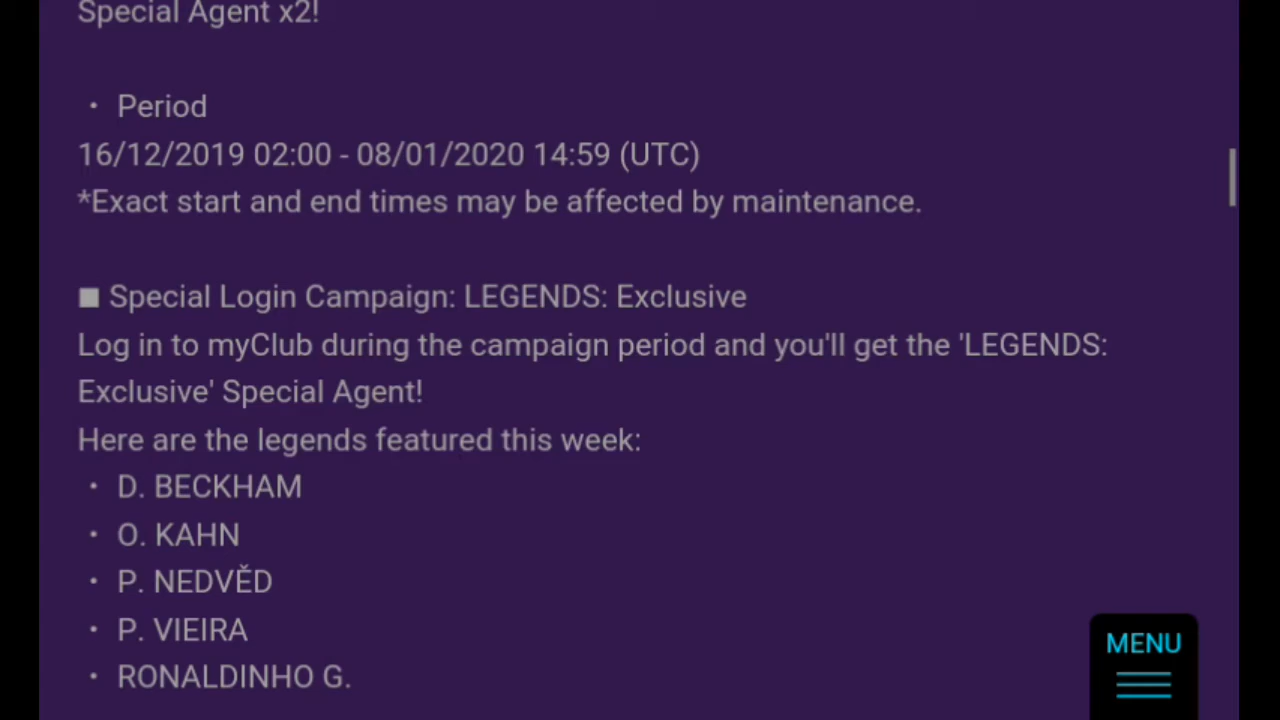 Special Agent x2!
・ Period
16/12/2019 02:00 - 08/01/2020 14:59 (UTC)
*Exact start and end times may be affected by maintenance.
■ Special Login Campaign: LEGENDS: Exclusive
Log in to myClub during the campaign period and you'll get the 'LEGENDS:
Exclusive' Special Agent!
Here are the legends featured this week:
・ D. BECKHAM
・ O. KAHN
・ P. NEDVĚD
・ P. VIEIRA
・ RONALDINHO G.
MENU